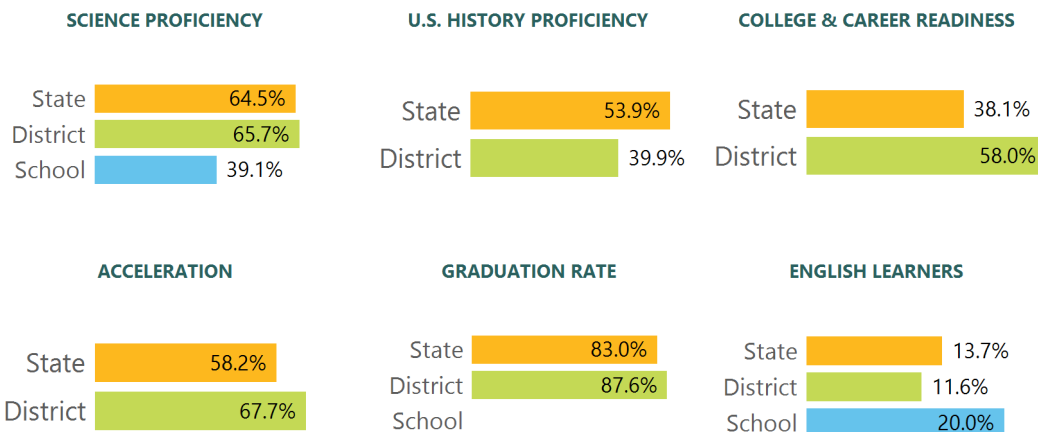 SCIENCE PROFICIENCY
State 64.5%
District 65.7%
School 39.1%
U.S. HISTORY PROFICIENCY
State 53.9%
District 39.9%
COLLEGE & CAREER READINESS
State 38.1%
District 58.0%
ACCELERATION
State 58.2%
District 67.7%
GRADUATION RATE
State 83.0%
District 87.6%
School
ENGLISH LEARNERS
State 13.7%
District 11.6%
School 20.0%